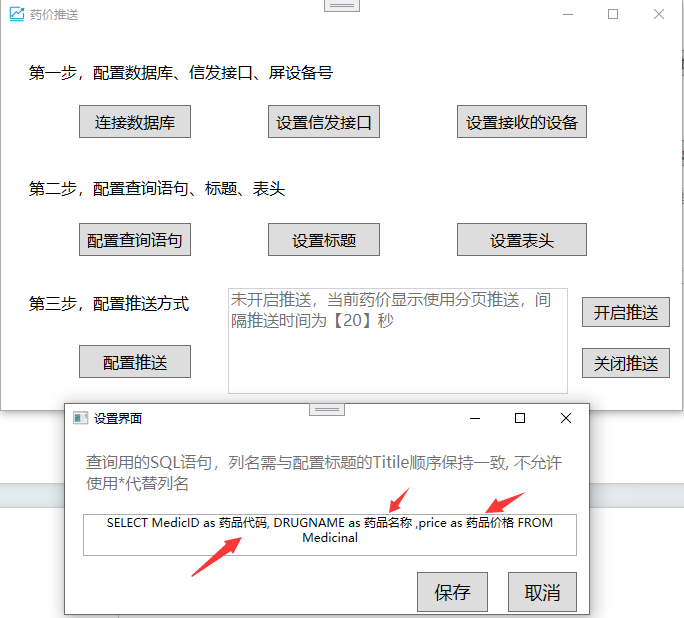 药价推送
第一步，配置数据库、信发接口、屏设备号
连接数据库
设置信发接口
设置接收的设备
第二步，配置查询语句、标题、表头
配置查询语句
设置标题
设置表头
第三步，配置推送方式
未开启推送，当前药价显示使用分页推送，间
隔推送时间为【20】秒
开启推送
配置推送
关闭推送
设置界面
查询用的SQL语句，列名需与配置标题的Titile顺序保持一致, 不允许
使用*代替列名
SELECT MedicID as 药品代码, DRUGNAME as 药品名称 ,price as 药品价格 FROM
Medicinal
保存
取消